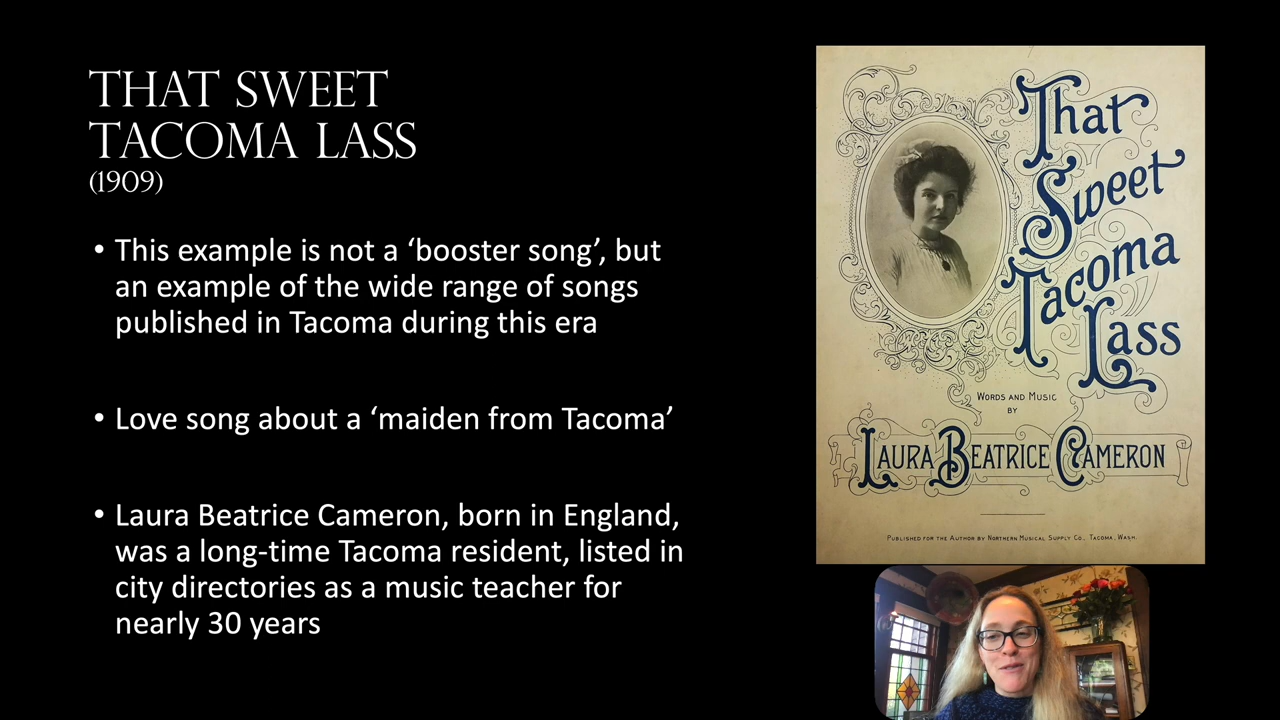 THAT SWEET
TACOMA LASS
(1909)
• This example is not a ‘booster song’, but
an example of the wide range of songs
published in Tacoma during this era
• Love song about a ‘maiden from Tacoma’
• Laura Beatrice Cameron, born in England,
was a long-time Tacoma resident, listed in
city directories as a music teacher for
nearly 30 years
That
Sweet
Tacoma
Lass
WORDS AND MUSIC
BY
LAURA BEATRICE CAMERON
PUBLISHED FOR THE AUTHOR BY NORTHERN MUSICAL SUPPLY CO., TACOMA, WASH.